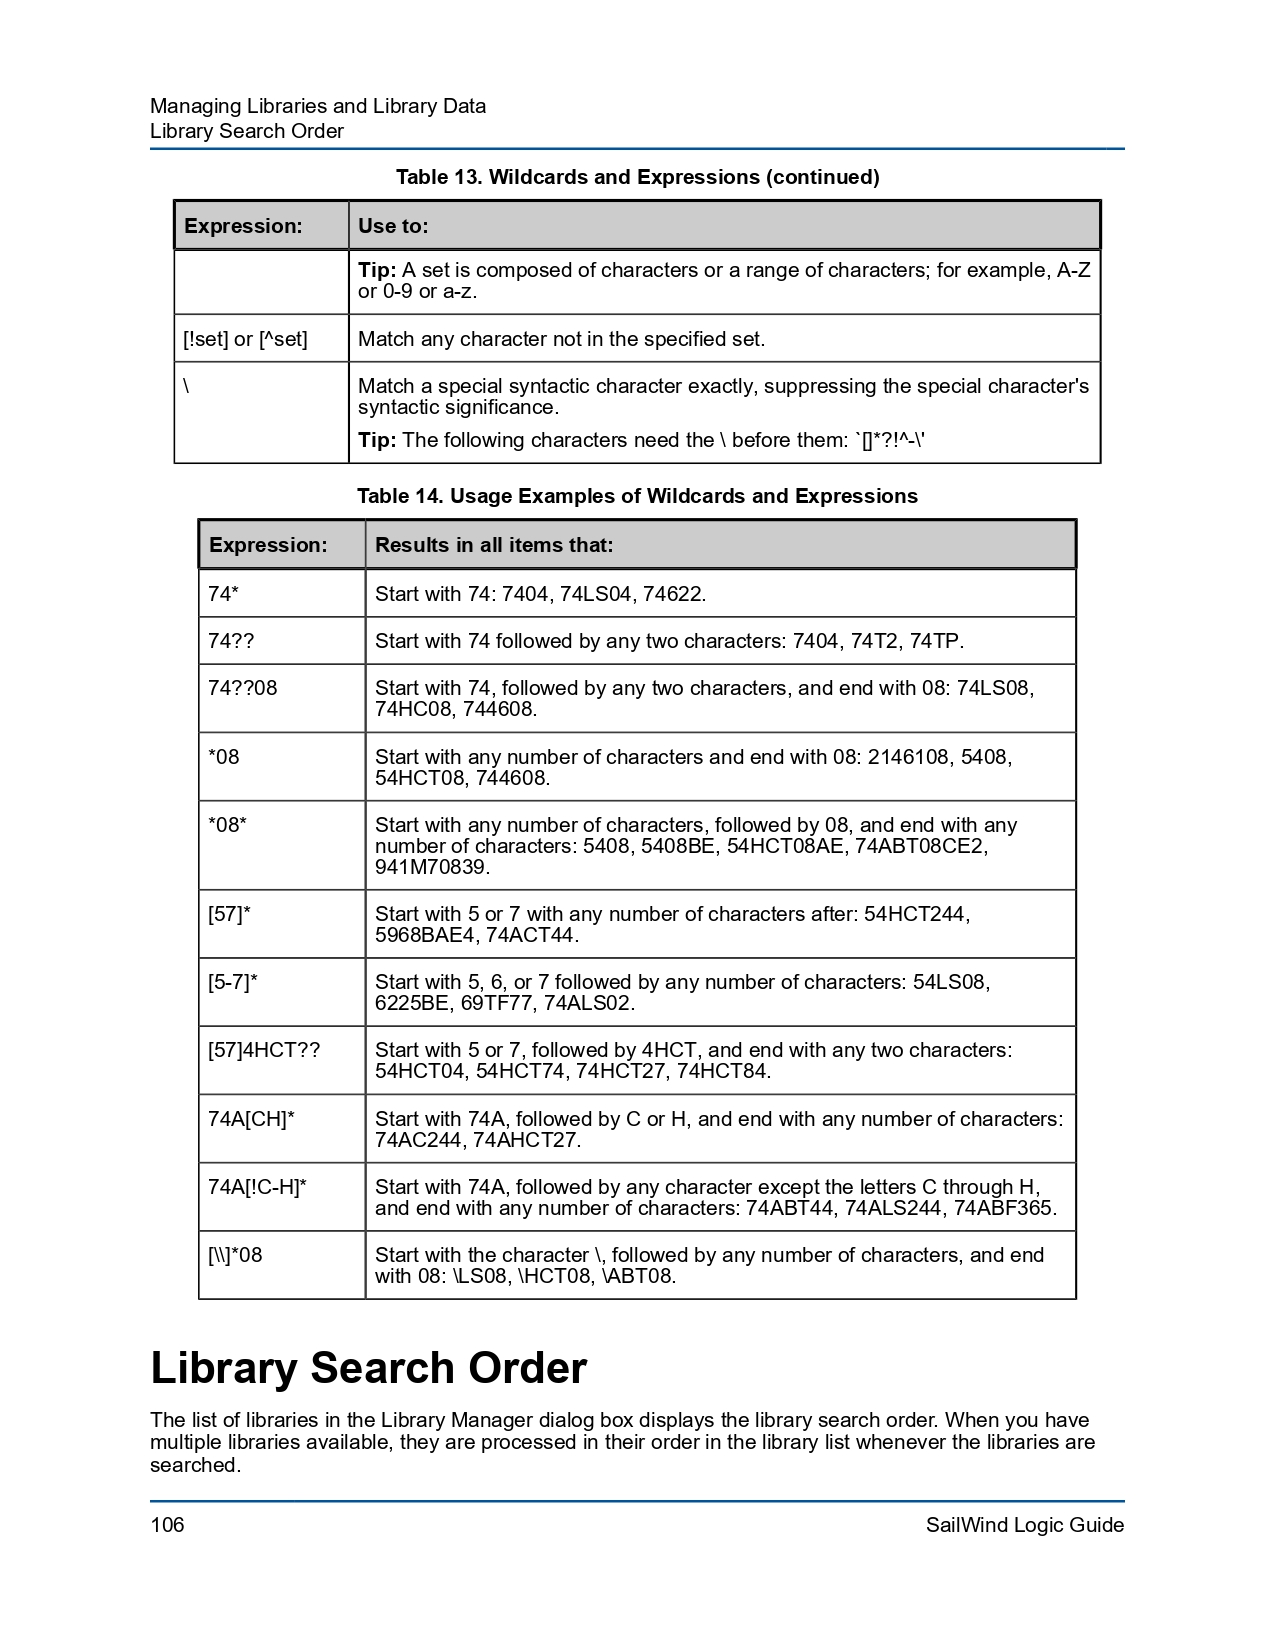 Managing Libraries and Library Data
Library Search Order
Table 13. Wildcards and Expressions (continued)
Expression:
Use to:
Tip: A set is composed of characters or a range of characters; for example, A-Z
or 0-9 or a-z.
[!set] or [^set]
Match any character not in the specified set.
\
Match a special syntactic character exactly, suppressing the special character's
syntactic significance.
Tip: The following characters need the \ before them: `[]*?!^-\'
Table 14. Usage Examples of Wildcards and Expressions
Expression:
Results in all items that:
74*
Start with 74: 7404, 74LS04, 74622.
74??
Start with 74 followed by any two characters: 7404, 74T2, 74TP.
74??08
Start with 74, followed by any two characters, and end with 08: 74LS08,
74HC08, 744608.
*08
Start with any number of characters and end with 08: 2146108, 5408,
54HCT08, 744608.
*08*
Start with any number of characters, followed by 08, and end with any
number of characters: 5408, 5408BE, 54HCT08AE, 74ABT08CE2,
941M70839.
[57]*
Start with 5 or 7 with any number of characters after: 54HCT244,
5968BAE4, 74ACT44.
[5-7]*
Start with 5, 6, or 7 followed by any number of characters: 54LS08,
6225BE, 69TF77, 74ALS02.
[57]4HCT??
Start with 5 or 7, followed by 4HCT, and end with any two characters:
54HCT04, 54HCT74, 74HCT27, 74HCT84.
74A[CH]*
Start with 74A, followed by C or H, and end with any number of characters:
74AC244, 74AHCT27.
74A[!C-H]*
Start with 74A, followed by any character except the letters C through H,
and end with any number of characters: 74ABT44, 74ALS244, 74ABF365.
[\\]*08
Start with the character \, followed by any number of characters, and end
with 08: \LS08, \HCT08, \ABT08.
Library Search Order
The list of libraries in the Library Manager dialog box displays the library search order. When you have
multiple libraries available, they are processed in their order in the library list whenever the libraries are
searched.
106
SailWind Logic Guide